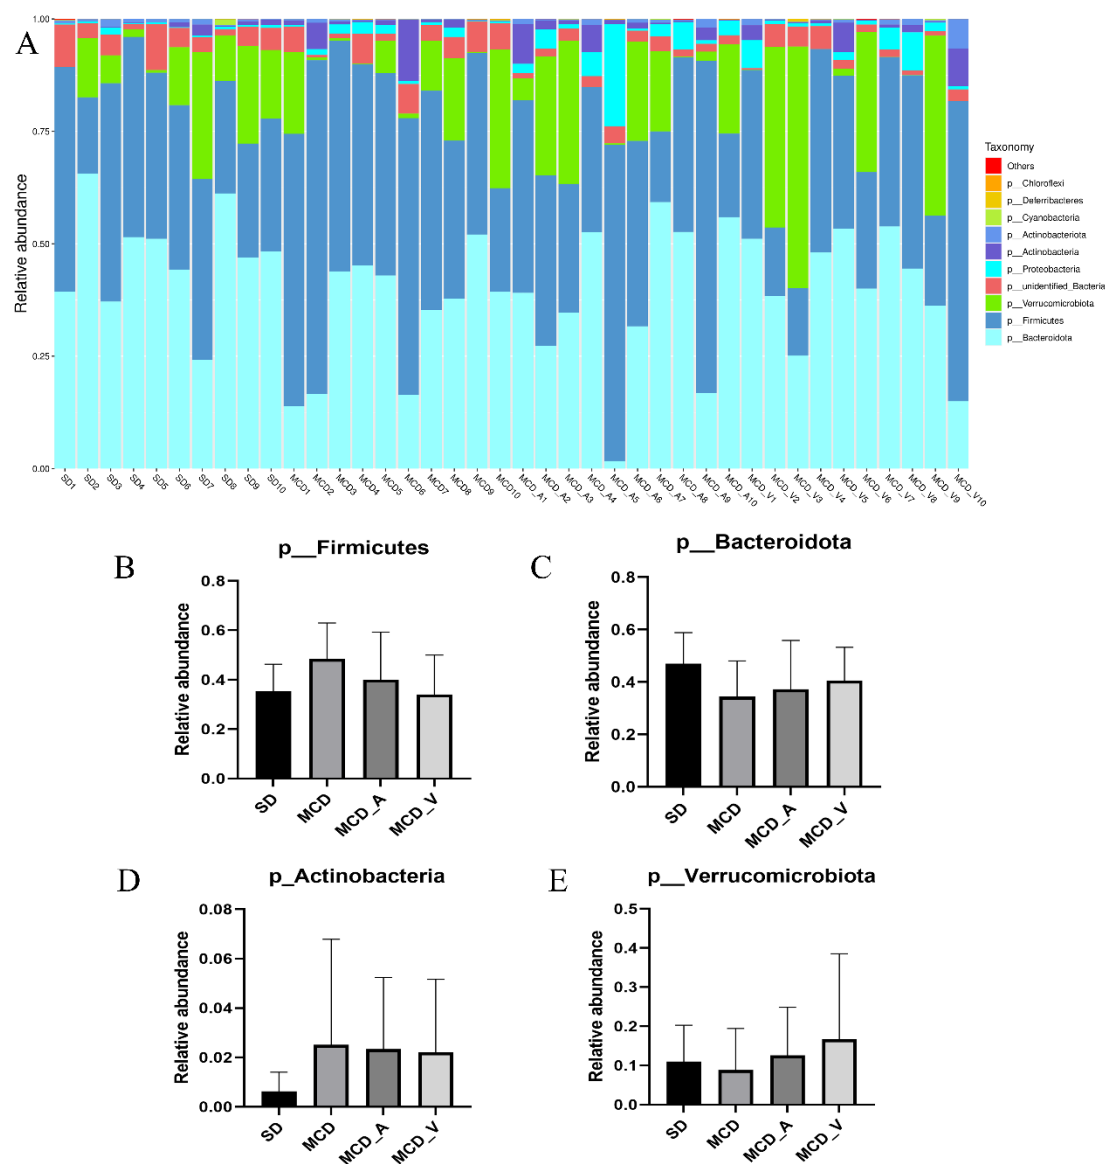 A
1.00
0.75
0.50
0.25
0.00
Relative abundance
SD1
SD2
SD3
SD4
SD5
SD6
SD7
SD8
SD9
SD10
MCD1
MCD2
MCD3
MCD4
MCD5
MCD6
MCD7
MCD8
MCD9
MCD10
MCD_A1
MCD_A2
MCD_A3
MCD_A4
MCD_A5
MCD_A6
MCD_A7
MCD_A8
MCD_A9
MCD_A10
MCD_V1
MCD_V2
MCD_V3
MCD_V4
MCD_V5
MCD_V6
MCD_V7
MCD_V8
MCD_V9
MCD_V10
Taxonomy
Others
p__Chloroflexi
p__Deferribacteres
p__Cyanobacteria
p__Actinobacteriota
p__Actinobacteria
p__Proteobacteria
p__unidentified_Bacteria
p__Verrucomicrobiota
p__Firmicutes
p__Bacteroidota
B
p__Firmicutes
Relative abundance
0.8
0.6
0.4
0.2
0.0
SD
MCD
MCD_A
MCD_V
C
p__Bacteroidota
Relative abundance
0.8
0.6
0.4
0.2
0.0
SD
MCD
MCD_A
MCD_V
D
p_Actinobacteria
Relative abundance
0.08
0.06
0.04
0.02
0.00
SD
MCD
MCD_A
MCD_V
E
p__Verrucomicrobiota
Relative abundance
0.5
0.4
0.3
0.2
0.1
0.0
SD
MCD
MCD_A
MCD_V